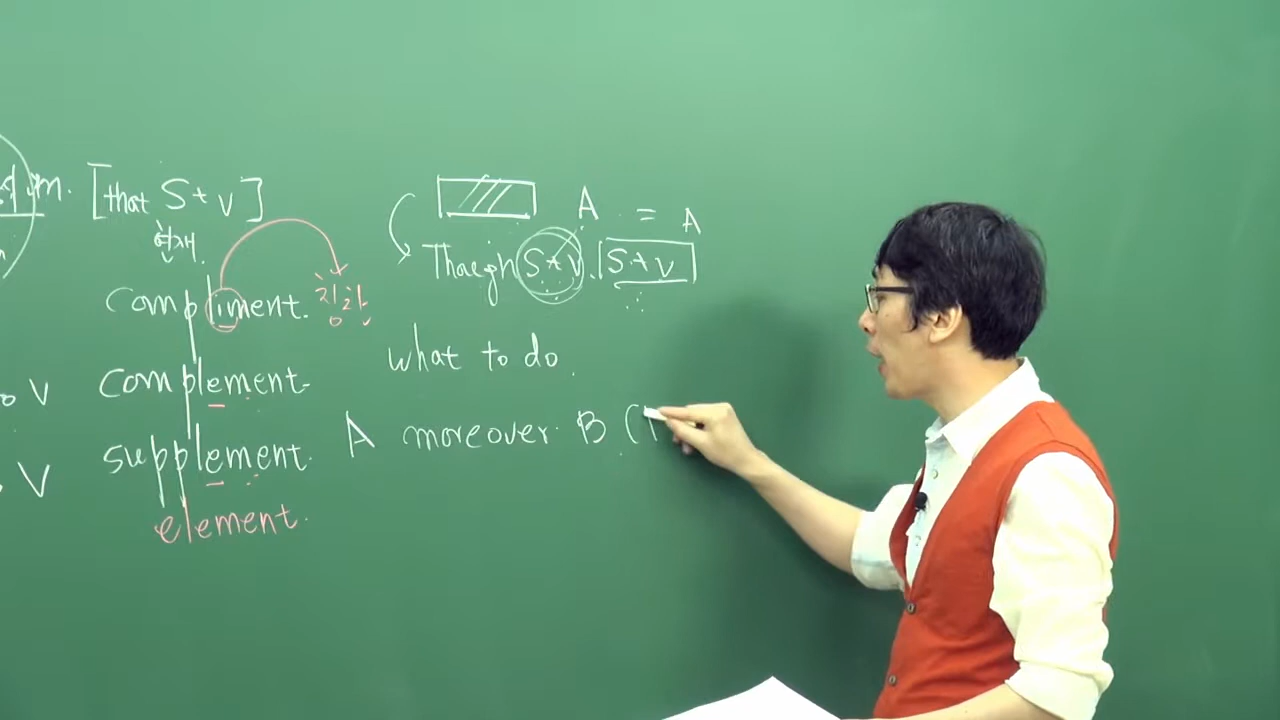 m. [that S + v]
현재.
compliment. 칭찬
complement
supplement.
element.
A = A
Though S + v. S + v
what to do.
A moreover B (
V
V